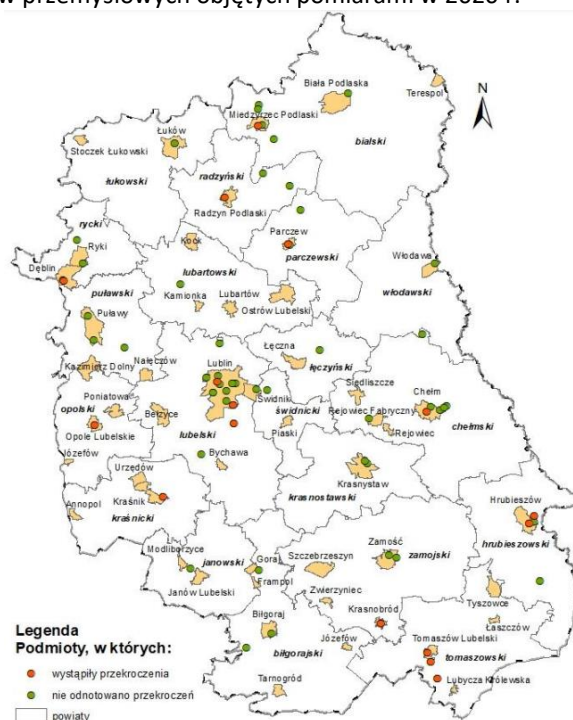 w przemysłowych objętych pomiarami w 2020 r.
N
Biała Podlaska
Terespol
Miedzyrzec Podlaski
bialski
Łuków
Stoczek Łukowski
łukowski
radzyński
Radzyn Podlaski
rycki
Ryki
Parczew
parczewski
Kock
Dęblin
lubartowski
Włodawa
włodawski
Lubartów
Kamionka
Ostrów Lubelski
puławski
Puławy
Łęczna
łęczyński
Lublin
Kazimierz Dolny
Nałęczów
Siedliszcze
Chełm
Poniatowa
opolski
Bełżyce
Świdnik
świdnicki
Rejowiec Fabryczny
Rejowiec
chełmski
Opole Lubelskie
lubelski
Piaski
Józefów
Bychawa
Urzędów
Krasnystaw
krasnostawski
Kraśnik
kraśnicki
Annopol
Hrubieszów
hrubieszowski
Modliborzyce
janowski
Goraj
Szczebrzeszyn
Zamość
zamojski
Janów Lubelski
Frampol
Zwierzyniec
Tyszowce
Krasnobród
Łaszczów
Biłgoraj
biłgorajski
Józefów
Tomaszów Lubelski
tomaszowski
Tarnogród
Lubycza Królewska
Legenda
Podmioty, w których:
wystąpiły przekroczenia
nie odnotowano przekroczeń
powiaty